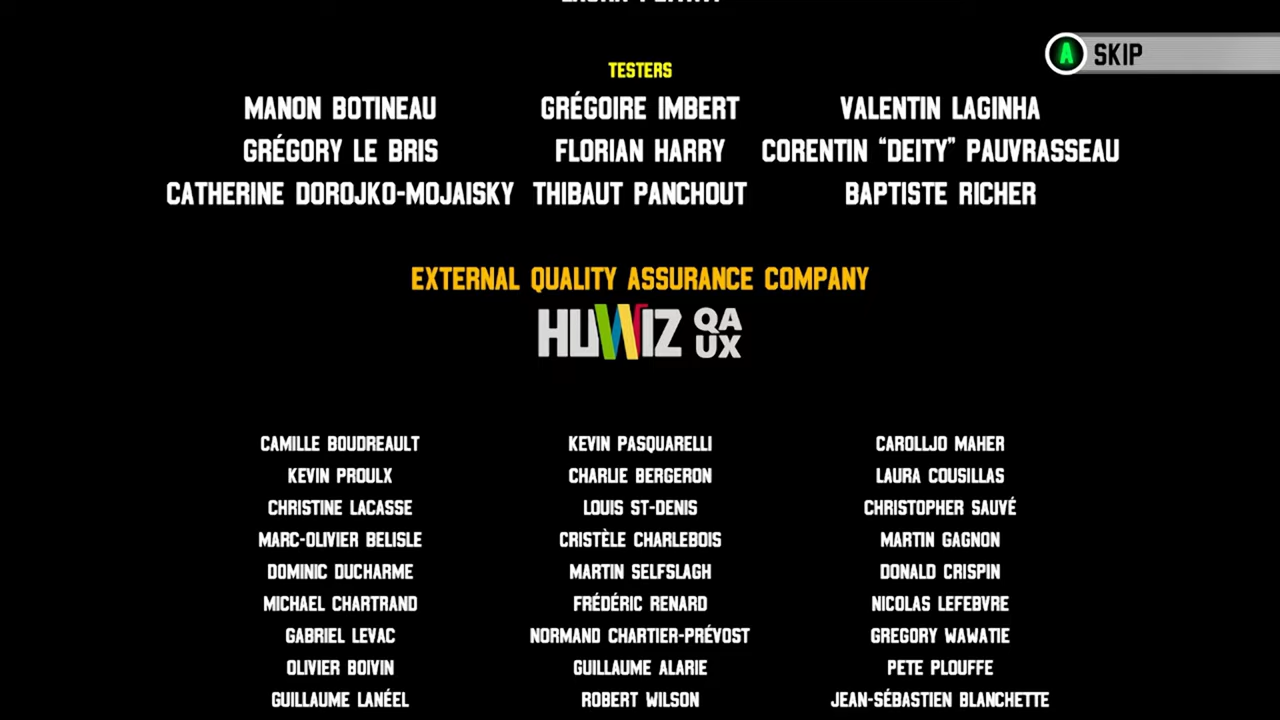 A SKIP
TESTERS
MANON BOTINEAU GRÉGOIRE IMBERT VALENTIN LAGINHA
GRÉGORY LE BRIS FLORIAN HARRY CORENTIN “DEITY” PAUVRASSEAU
CATHERINE DOROJKO-MOJAISKY THIBAUT PANCHOUT BAPTISTE RICHER
EXTERNAL QUALITY ASSURANCE COMPANY
HUWIZ QA UX
CAMILLE BOUDREAULT KEVIN PASQUARELLI CAROLLJO MAHER
KEVIN PROULX CHARLIE BERGERON LAURA COUSILLAS
CHRISTINE LACASSE LOUIS ST-DENIS CHRISTOPHER SAUVÉ
MARC-OLIVIER BELISLE CRISTÈLE CHARLEBOIS MARTIN GAGNON
DOMINIC DUCHARME MARTIN SELFSLAGH DONALD CRISPIN
MICHAEL CHARTRAND FRÉDÉRIC RENARD NICOLAS LEFEBVRE
GABRIEL LEVAC NORMAND CHARTIER-PRÉVOST GREGORY WAWATIE
OLIVIER BOIVIN GUILLAUME ALARIE PETE PLOUFFE
GUILLAUME LANÉEL ROBERT WILSON JEAN-SÉBASTIEN BLANCHETTE